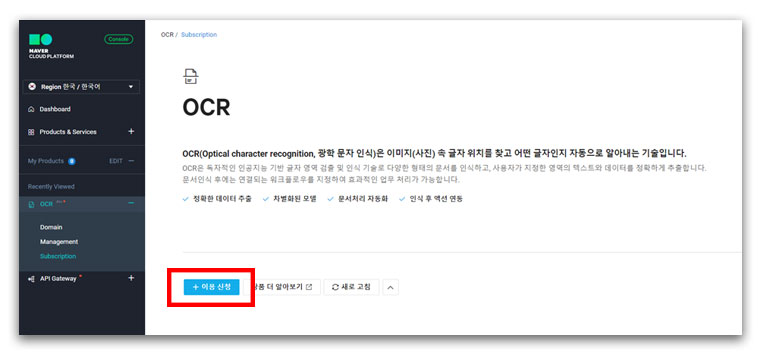 NAVER
CLOUD PLATFORM
Console
Region 한국 / 한국어
Dashboard
Products & Services
My Products
EDIT
Recently Viewed
OCR
Domain
Management
Subscription
API Gateway
OCR / Subscription
OCR
OCR(Optical character recognition, 광학 문자 인식)은 이미지(사진) 속 글자 위치를 찾고 어떤 글자인지 자동으로 알아내는 기술입니다.
OCR은 독자적인 인공지능 기반 글자 영역 검출 및 인식 기술로 다양한 형태의 문서를 인식하고, 사용자가 지정한 영역의 텍스트와 데이터를 정확하게 추출합니다.
문서인식 후에는 연결되는 워크플로우를 지정하여 효과적인 업무 처리가 가능합니다.
정확한 데이터 추출 차별화된 모델 문서처리 자동화 인식 후 액션 연동
+ 이용 신청 더 알아보기 새로 고침